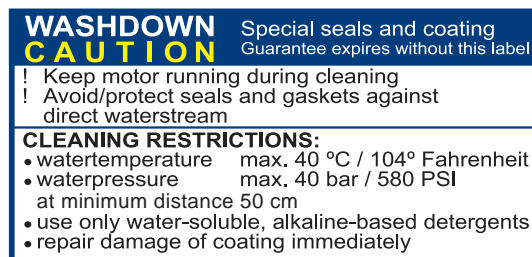 WASHDOWN Special seals and coating
CAUTION Guarantee expires without this label
! Keep motor running during cleaning
! Avoid/protect seals and gaskets against
direct waterstream
CLEANING RESTRICTIONS:
• watertemperature max. 40 ºC / 104º Fahrenheit
• waterpressure max. 40 bar / 580 PSI
at minimum distance 50 cm
• use only water-soluble, alkaline-based detergents
• repair damage of coating immediately